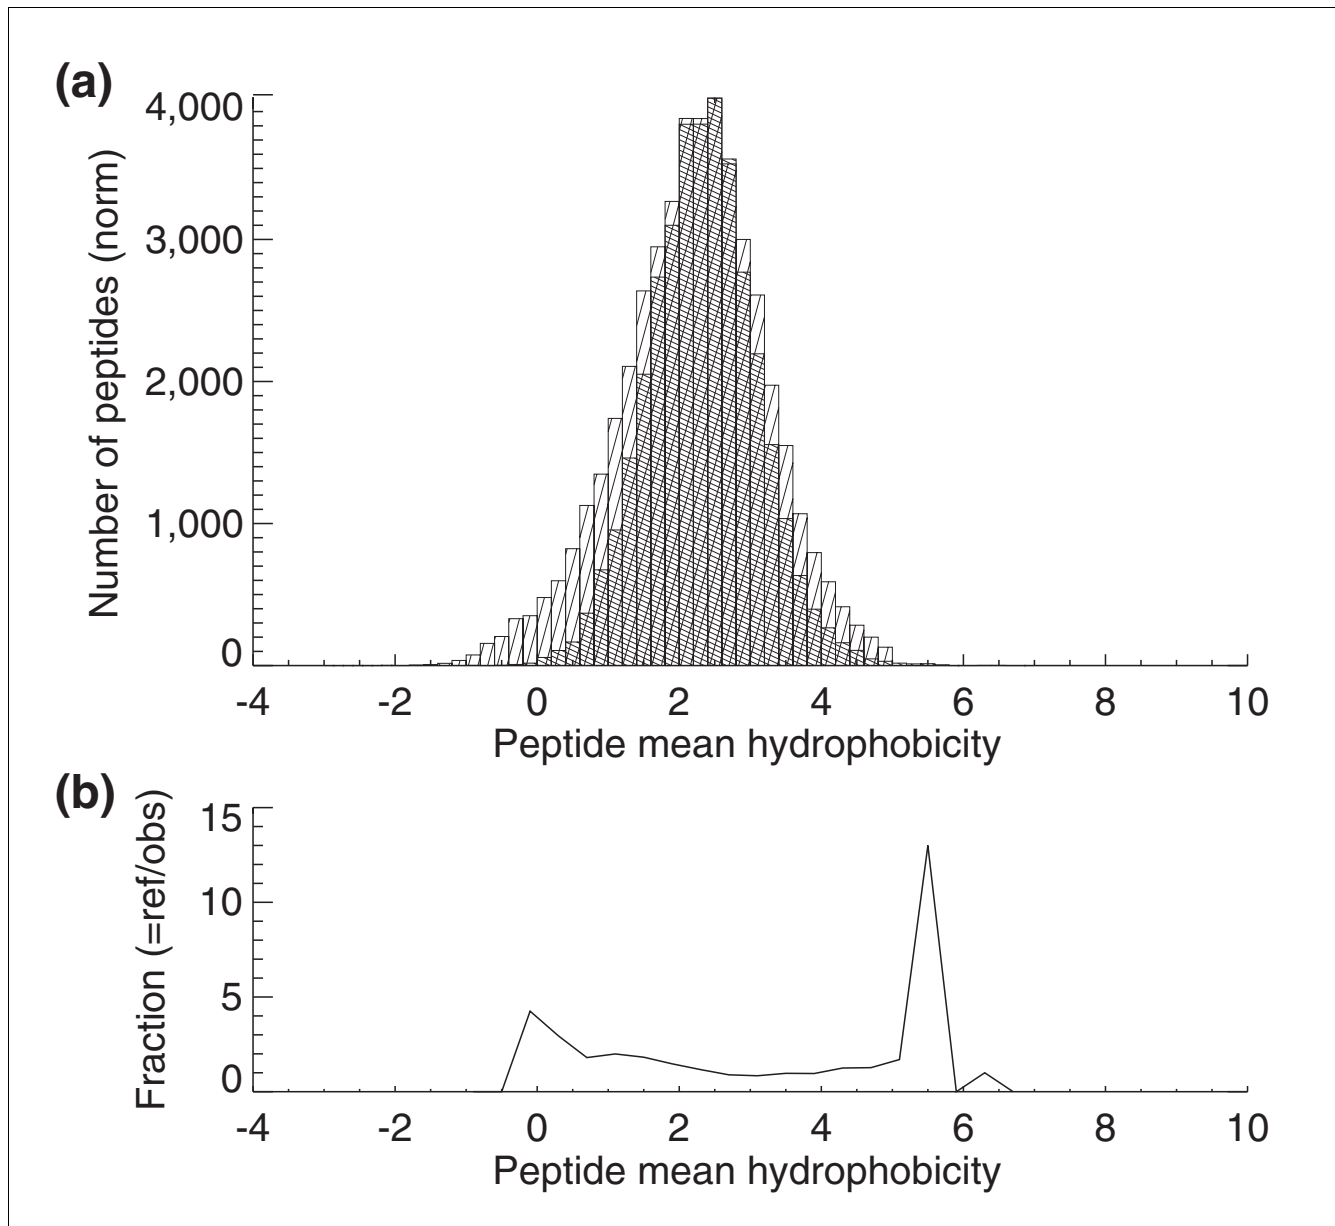 (a)
Number of peptides (norm)
4,000
3,000
2,000
1,000
0
-4 -2 0 2 4 6 8 10
Peptide mean hydrophobicity
(b)
Fraction (=ref/obs)
15
10
5
0
-4 -2 0 2 4 6 8 10
Peptide mean hydrophobicity